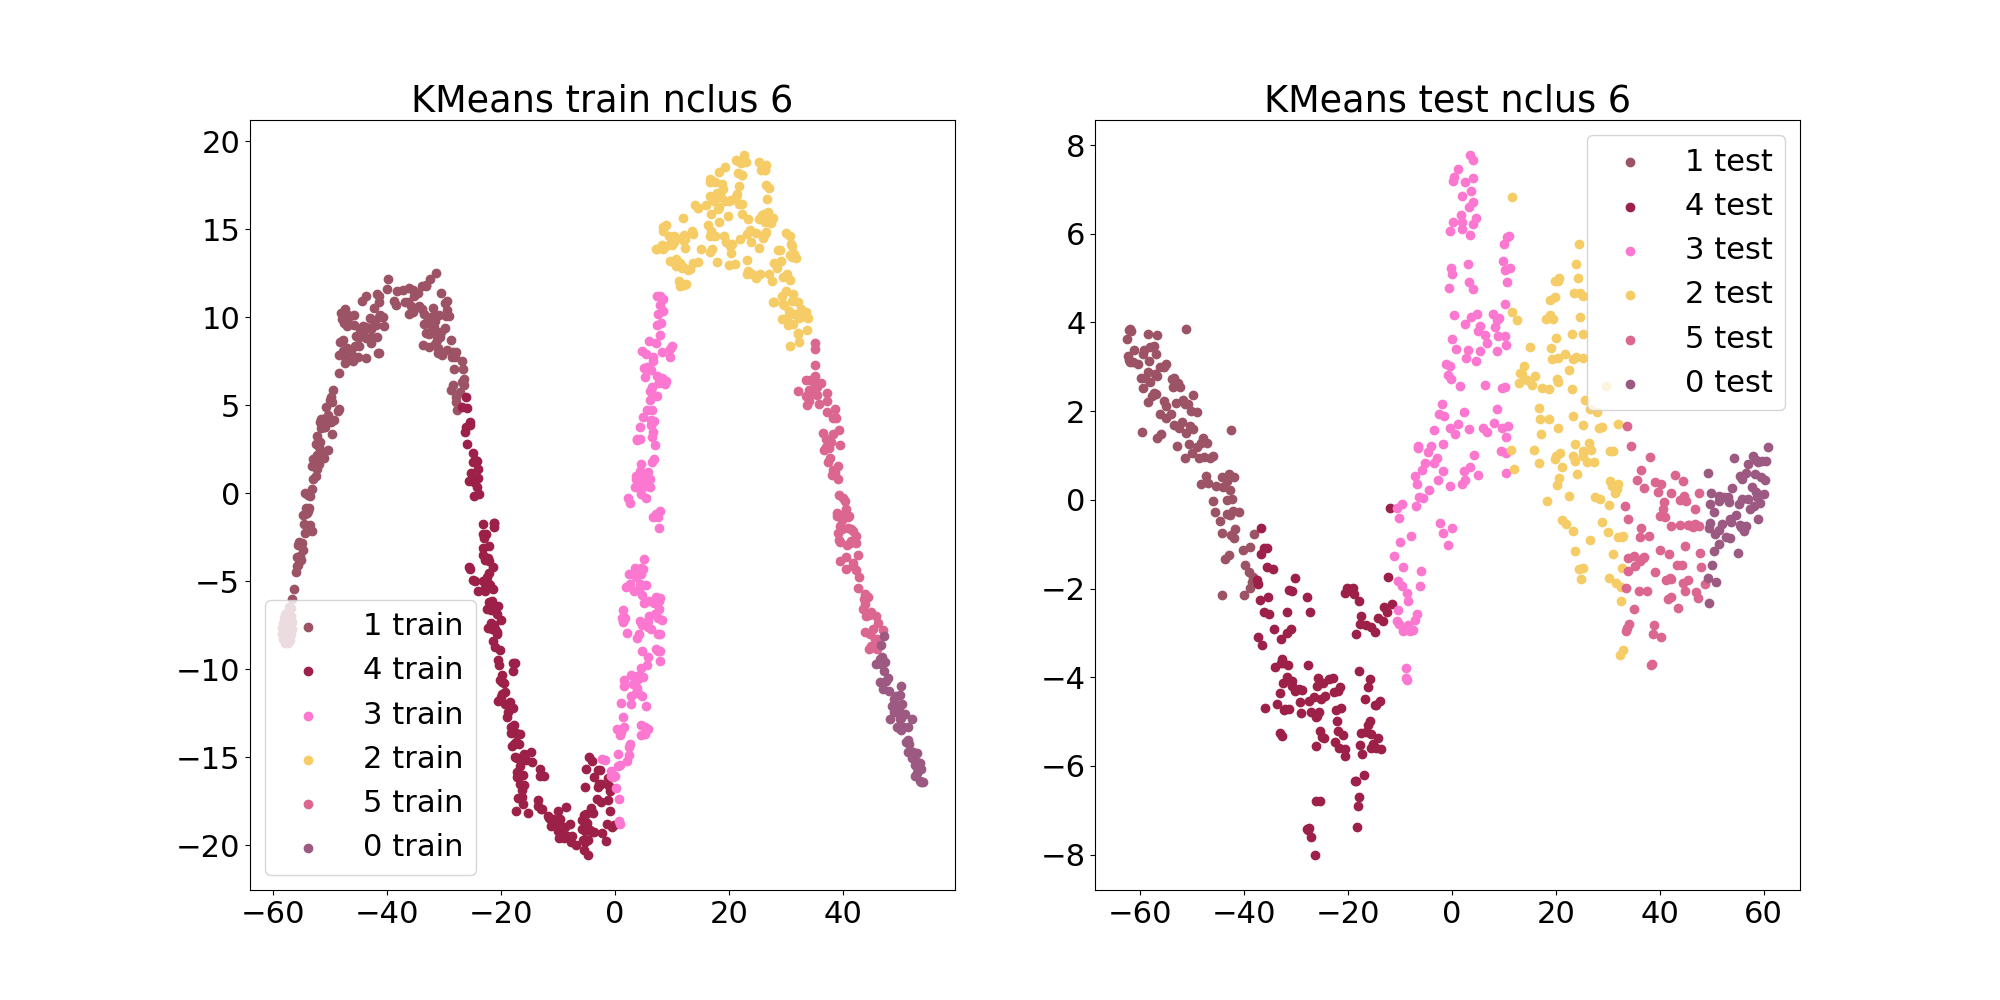 KMeans train nclus 6
20
15
10
5
0
−5
−10
−15
−20
−60 −40 −20 0 20 40
1 train
4 train
3 train
2 train
5 train
0 train
KMeans test nclus 6
8
6
4
2
0
−2
−4
−6
−8
−60 −40 −20 0 20 40 60
1 test
4 test
3 test
2 test
5 test
0 test